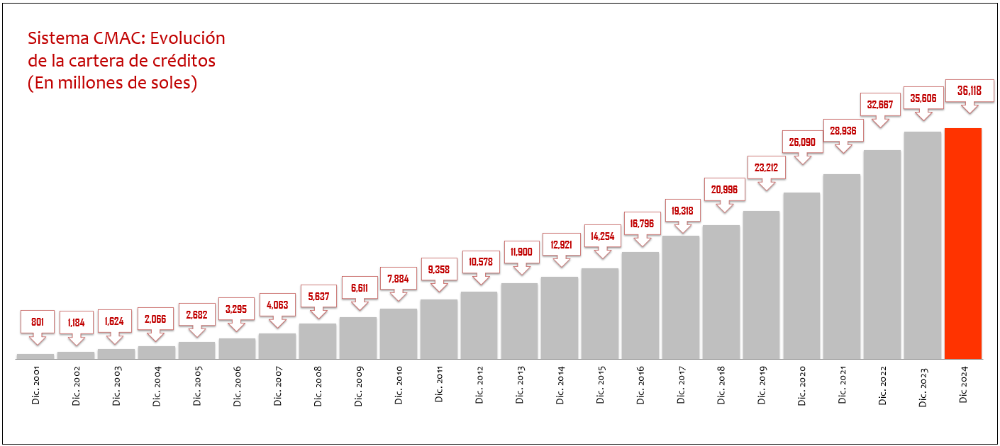 Sistema CMAC: Evolución
de la cartera de créditos
(En millones de soles)
801
1,184
1,624
2,066
2,682
3,295
4,063
5,637
6,611
7,884
9,358
10,578
11,900
12,921
14,254
16,796
19,318
20,996
23,212
26,090
28,936
32,667
35,606
36,118
Dic. 2001
Dic. 2002
Dic. 2003
Dic. 2004
Dic. 2005
Dic. 2006
Dic. 2007
Dic. 2008
Dic. 2009
Dic. 2010
Dic. 2011
Dic. 2012
Dic. 2013
Dic. 2014
Dic. 2015
Dic. 2016
Dic. 2017
Dic. 2018
Dic. 2019
Dic. 2020
Dic. 2021
Dic. 2022
Dic. 2023
Dic 2024